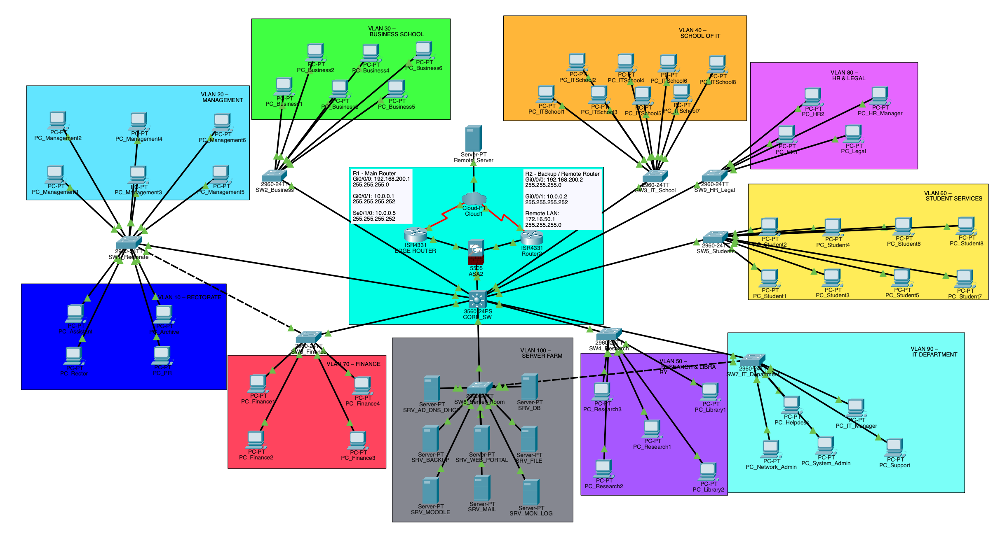 VLAN 30 –
BUSINESS SCHOOL
PC-PT
PC_Business2
PC-PT
PC_Business4
PC-PT
PC_Business6
PC-PT
PC_Business1
PC-PT
PC_Business3
PC-PT
PC_Business5
VLAN 40 –
SCHOOL OF IT
PC-PT
PC_ITSchool2
PC-PT
PC_ITSchool4
PC-PT
PC_ITSchool6
PC-PT
PC_ITSchool8
PC-PT
PC_ITSchool1
PC-PT
PC_ITSchool3
PC-PT
PC_ITSchool5
PC-PT
PC_ITSchool7
VLAN 80 –
HR & LEGAL
PC-PT
PC_HR2
PC-PT
PC_HR_Manager
PC-PT
PC_HR1
PC-PT
PC_Legal
VLAN 20 –
MANAGEMENT
PC-PT
PC_Management2
PC-PT
PC_Management4
PC-PT
PC_Management6
PC-PT
PC_Management1
PC-PT
PC_Management3
PC-PT
PC_Management5
Server-PT
Remote_Server
2960-24TT
SW2_Business
2960-24TT
SW3_IT_School
2960-24TT
SW9_HR_Legal
R1 - Main Router
Gi0/0/0: 192.168.200.1
255.255.255.0
Gi0/0/1: 10.0.0.1
255.255.255.252
Se0/1/0: 10.0.0.5
255.255.255.252
R2 - Backup / Remote Router
Gi0/0/0: 192.168.200.2
255.255.255.0
Gi0/0/1: 10.0.0.2
255.255.255.252
Remote LAN:
172.16.50.1
255.255.255.0
Cloud-PT
Cloud1
ISR4331
EDGE ROUTER
ISR4331
Router2
5505
ASA2
3560-24PS
CORE_SW
VLAN 60 –
STUDENT SERVICES
2960-24TT
SW5_Students
PC-PT
PC_Student2
PC-PT
PC_Student4
PC-PT
PC_Student6
PC-PT
PC_Student8
PC-PT
PC_Student1
PC-PT
PC_Student3
PC-PT
PC_Student5
PC-PT
PC_Student7
2960-24TT
SW1_Rectorate
VLAN 10 – RECTORATE
PC-PT
PC_Assistant
PC-PT
PC_Archive
PC-PT
PC_Rector
PC-PT
PC_PR
2960-24TT
SW6_Finance
VLAN 70 – FINANCE
PC-PT
PC_Finance1
PC-PT
PC_Finance4
PC-PT
PC_Finance2
PC-PT
PC_Finance3
VLAN 100 –
SERVER FARM
2960-24TT
SW8_Server_Room
Server-PT
SRV_AD_DNS_DHCP
Server-PT
SRV_DB
Server-PT
SRV_BACKUP
Server-PT
SRV_WEB_PORTAL
Server-PT
SRV_FILE
Server-PT
SRV_MOODLE
Server-PT
SRV_MAIL
Server-PT
SRV_MON_LOG
2960-24TT
SW4_Research
VLAN 50 –
RESEARCH & LIBRA
RY
PC-PT
PC_Research3
PC-PT
PC_Library1
PC-PT
PC_Research1
PC-PT
PC_Research2
PC-PT
PC_Library2
VLAN 90 –
IT DEPARTMENT
2960-24TT
SW7_IT_Department
PC-PT
PC_Helpdesk
PC-PT
PC_IT_Manager
PC-PT
PC_Network_Admin
PC-PT
PC_System_Admin
PC-PT
PC_Support